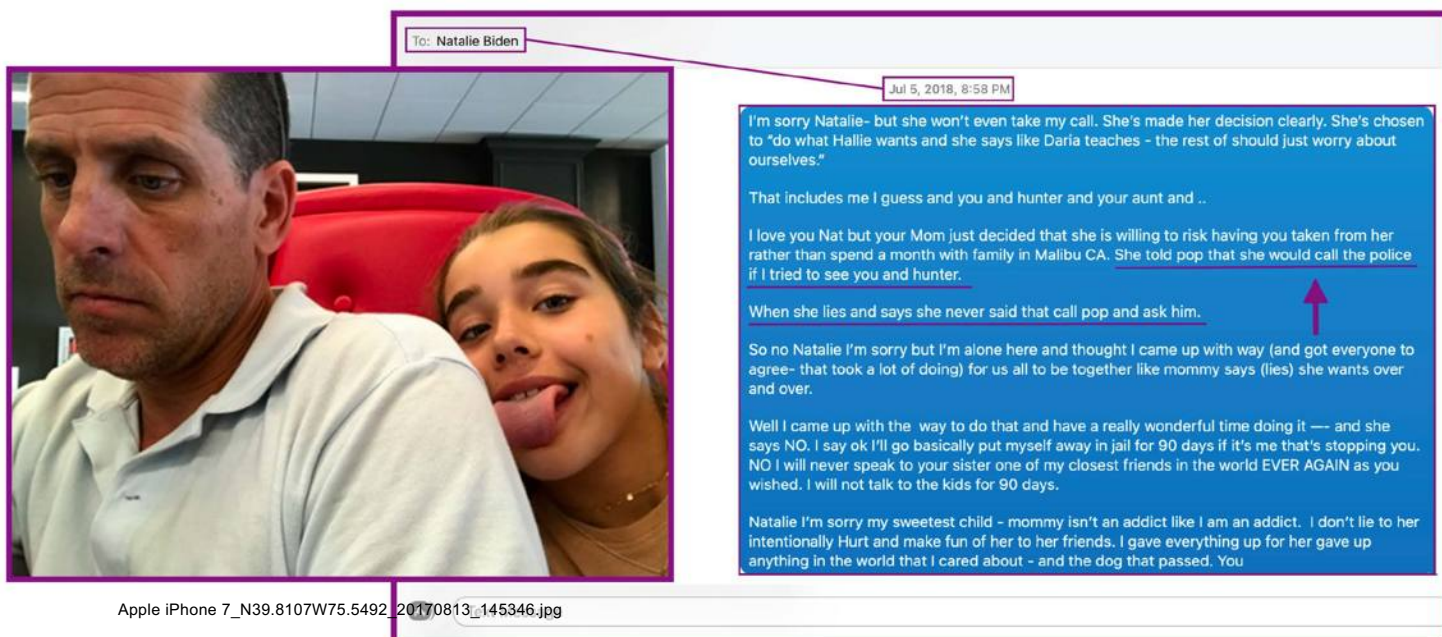 To: Natalie Biden
Jul 5, 2018, 8:58 PM
I'm sorry Natalie- but she won't even take my call. She's made her decision clearly. She's chosen
to "do what Hallie wants and she says like Daria teaches - the rest of should just worry about
ourselves."
That includes me I guess and you and hunter and your aunt and ..
I love you Nat but your Mom just decided that she is willing to risk having you taken from her
rather than spend a month with family in Malibu CA. She told pop that she would call the police
if I tried to see you and hunter.
When she lies and says she never said that call pop and ask him.
So no Natalie I'm sorry but I'm alone here and thought I came up with way (and got everyone to
agree- that took a lot of doing) for us all to be together like mommy says (lies) she wants over
and over.
Well I came up with the  way to do that and have a really wonderful time doing it —- and she
says NO. I say ok I'll go basically put myself away in jail for 90 days if it's me that's stopping you.
NO I will never speak to your sister one of my closest friends in the world EVER AGAIN as you
wished. I will not talk to the kids for 90 days.
Natalie I'm sorry my sweetest child - mommy isn't an addict like I am an addict.  I don't lie to her
intentionally Hurt and make fun of her to her friends. I gave everything up for her gave up
anything in the world that I cared about - and the dog that passed. You
Apple iPhone 7_N39.8107W75.5492_20170813_145346.jpg